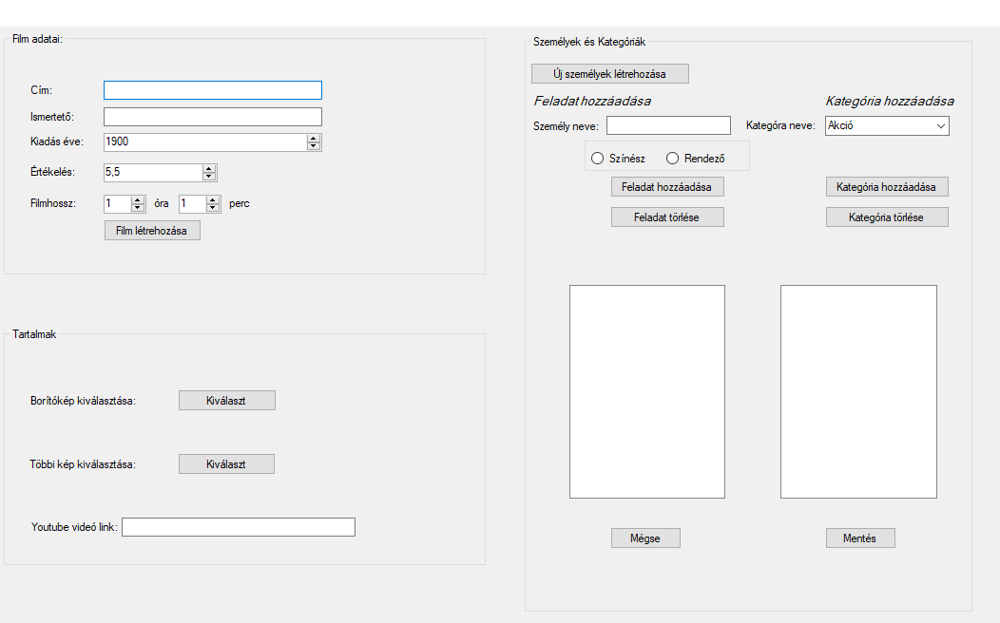 Film adatai:
Cím:
Ismertető:
Kiadás éve: 1900
Értékelés: 5,5
Filmhossz: 1 óra 1 perc
Film létrehozása
Tartalmak
Borítókép kiválasztása: Kiválaszt
Többi kép kiválasztása: Kiválaszt
Youtube videó link:
Személyek és Kategóriák
Új személyek létrehozása
Feladat hozzáadása Kategória hozzáadása
Személy neve: Kategóra neve: Akció
Színész Rendező
Feladat hozzáadása Kategória hozzáadása
Feladat törlése Kategória törlése
Mégse Mentés